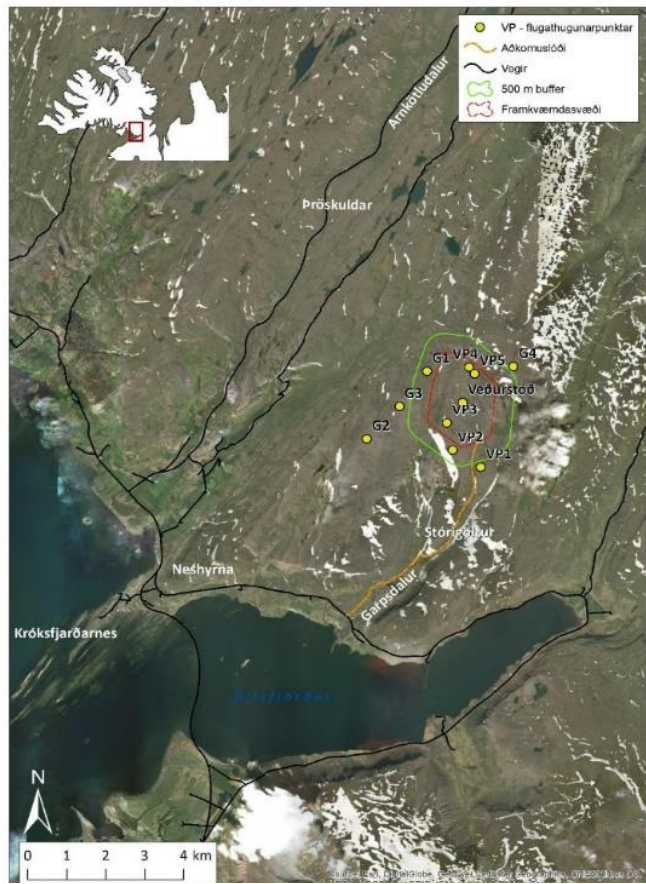 VP - flugathugunarpunktar
Aðkomuslóði
Vegir
500 m buffer
Framkvæmdasvæði
Arnkötludalur
Þröskuldar
G1
VP4
VP5
G4
Veðurstöð
G3
VP3
G2
VP2
VP1
Stórigöltur
Neshyrna
Garpsdalur
Króksfjarðarnes
N
0 1 2 3 4 km